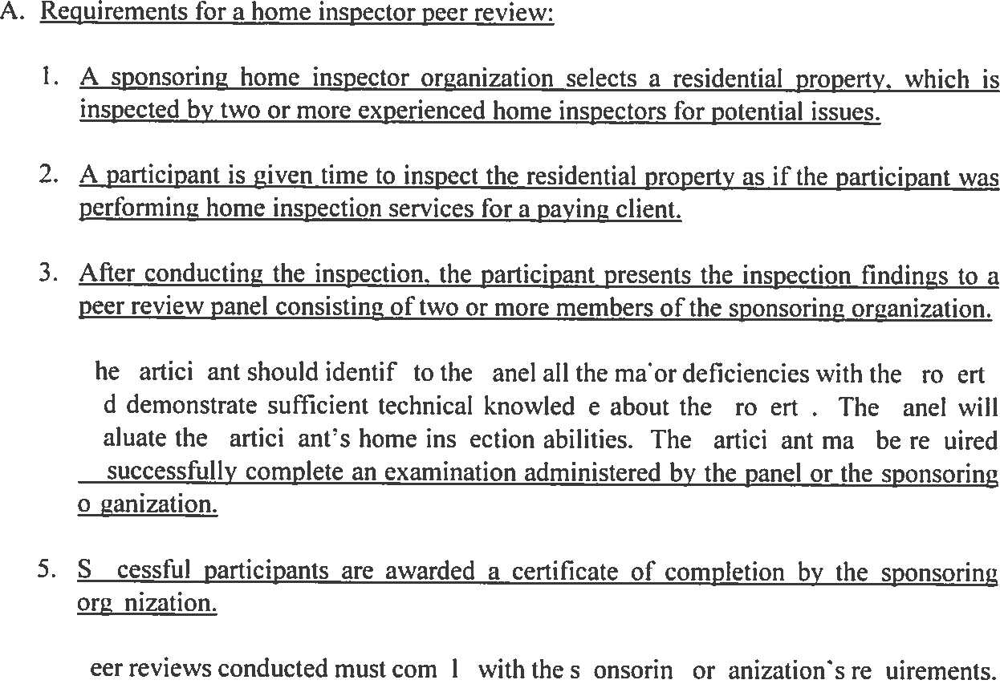 A. Requirements for a home inspector peer review:
1. A sponsoring home inspector organization selects a residential property, which is
inspected by two or more experienced home inspectors for potential issues.
2. A participant is given time to inspect the residential property as if the participant was
performing home inspection services for a paying client.
3. After conducting the inspection, the participant presents the inspection findings to a
peer review panel consisting of two or more members of the sponsoring organization.
he artici ant should identif to the anel all the ma'or deficiencies with the ro ert
d demonstrate sufficient technical knowled e about the ro ert . The anel will
aluate the artici ant's home ins ection abilities. The artici ant ma be re uired
successfully complete an examination administered by the panel or the sponsoring
o ganization.
5. S cessful participants are awarded a certificate of completion by the sponsoring
org nization.
eer reviews conducted must com l with the s onsorin or anization's re uirements.